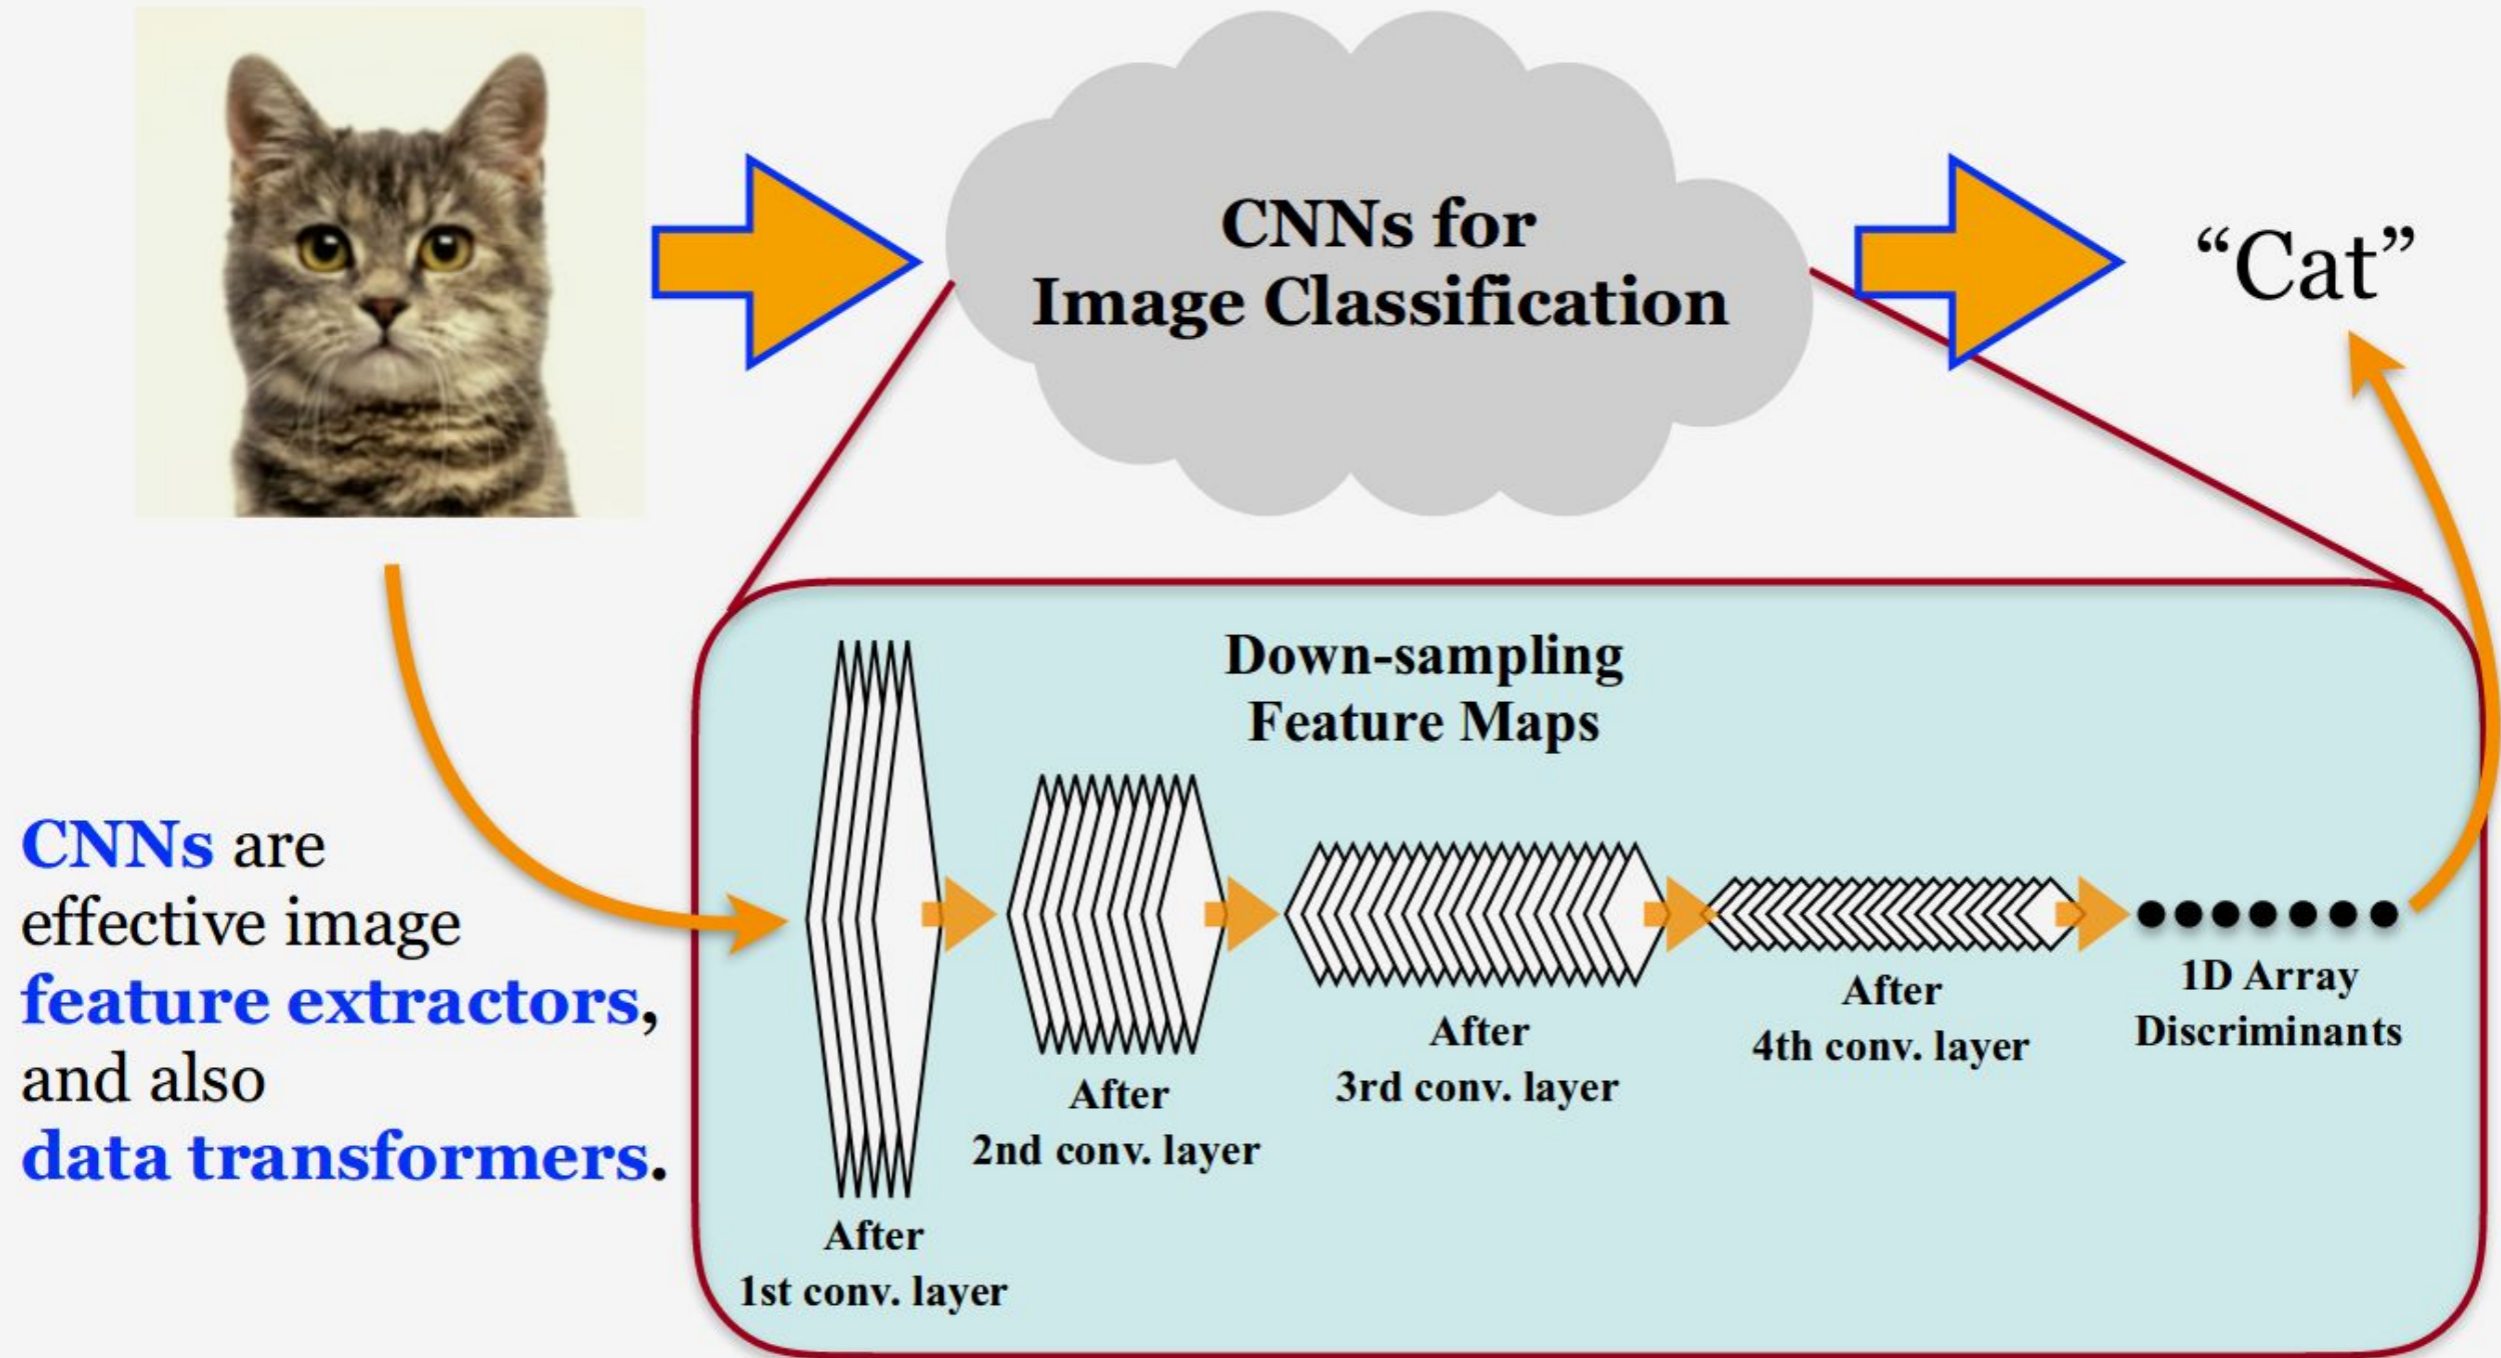 CNNs for
Image Classification
“Cat”
CNNs are
effective image
feature extractors,
and also
data transformers.
Down-sampling
Feature Maps
After
1st conv. layer
After
2nd conv. layer
After
3rd conv. layer
After
4th conv. layer
1D Array
Discriminants